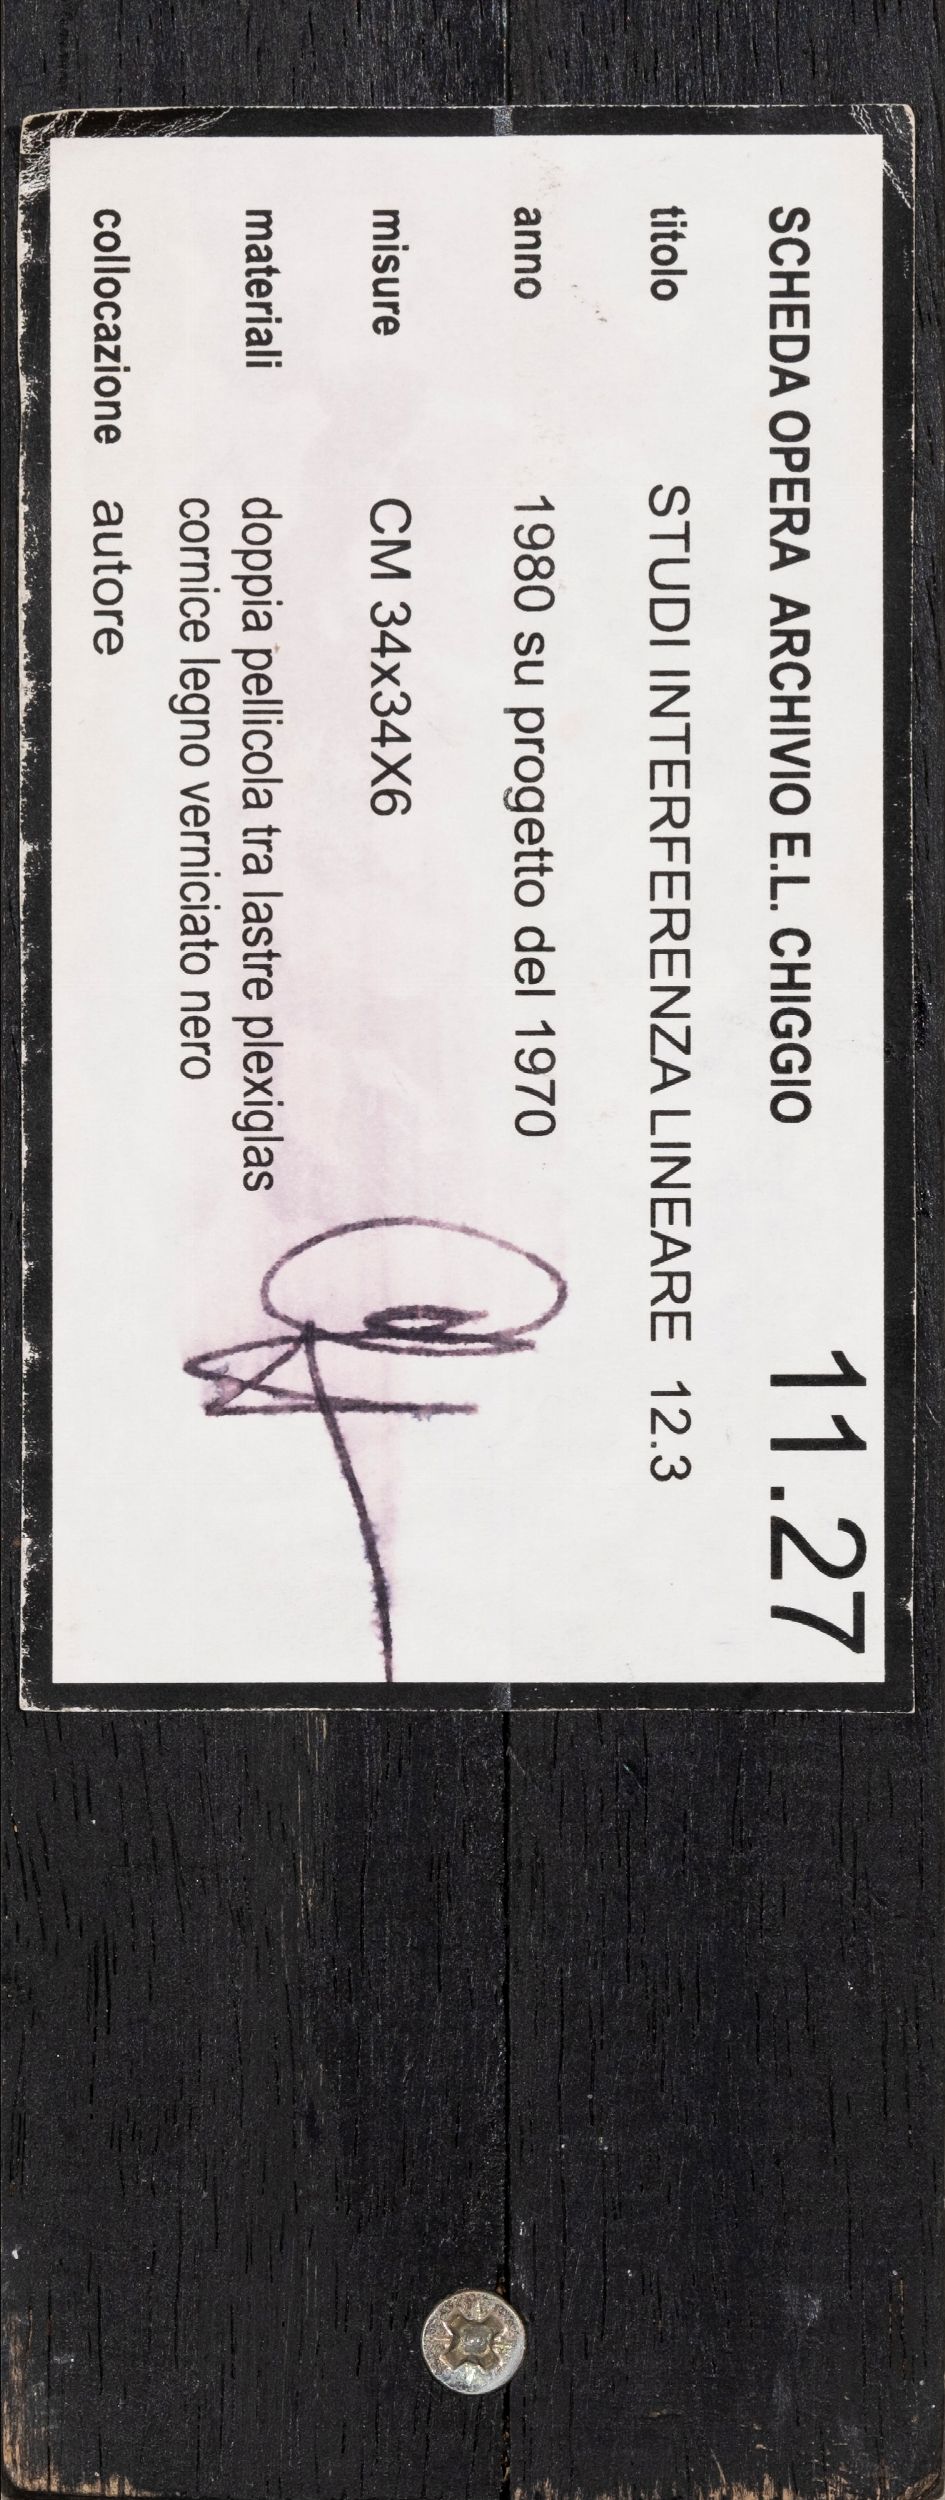 SCHEDA OPERA ARCHIVIO E.L. CHIGGIO 11.27
titolo STUDI INTERFERENZA LINEARE 12.3
anno 1980 su progetto del 1970
misure CM 34x34X6
materiali doppia pellicola tra lastre plexiglas
cornice legno verniciato nero
collocazione autore